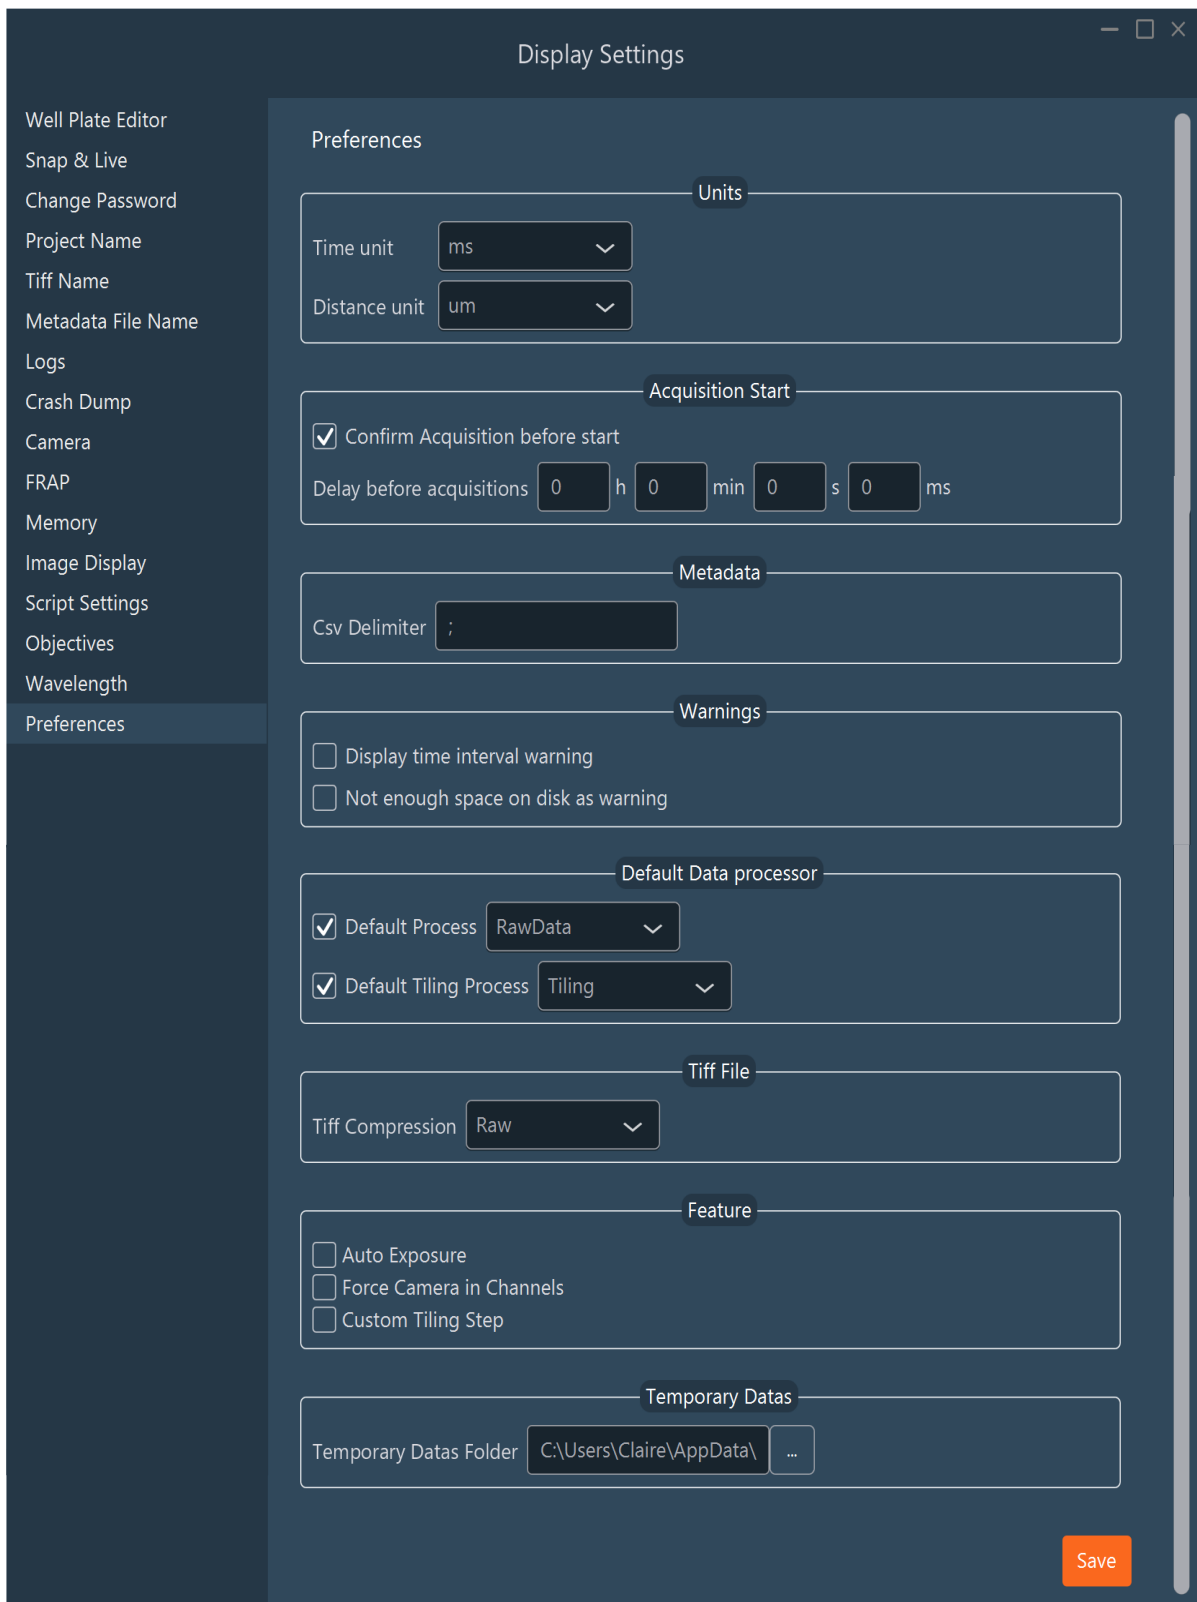 Display Settings
Well Plate Editor
Snap & Live
Change Password
Project Name
Tiff Name
Metadata File Name
Logs
Crash Dump
Camera
FRAP
Memory
Image Display
Script Settings
Objectives
Wavelength
Preferences
Preferences
Units
Time unit ms
Distance unit um
Acquisition Start
Confirm Acquisition before start
Delay before acquisitions 0 h 0 min 0 s 0 ms
Metadata
Csv Delimiter ;
Warnings
Display time interval warning
Not enough space on disk as warning
Default Data processor
Default Process RawData
Default Tiling Process Tiling
Tiff File
Tiff Compression Raw
Feature
Auto Exposure
Force Camera in Channels
Custom Tiling Step
Temporary Datas
Temporary Datas Folder C:\Users\Claire\AppData\ ...
Save